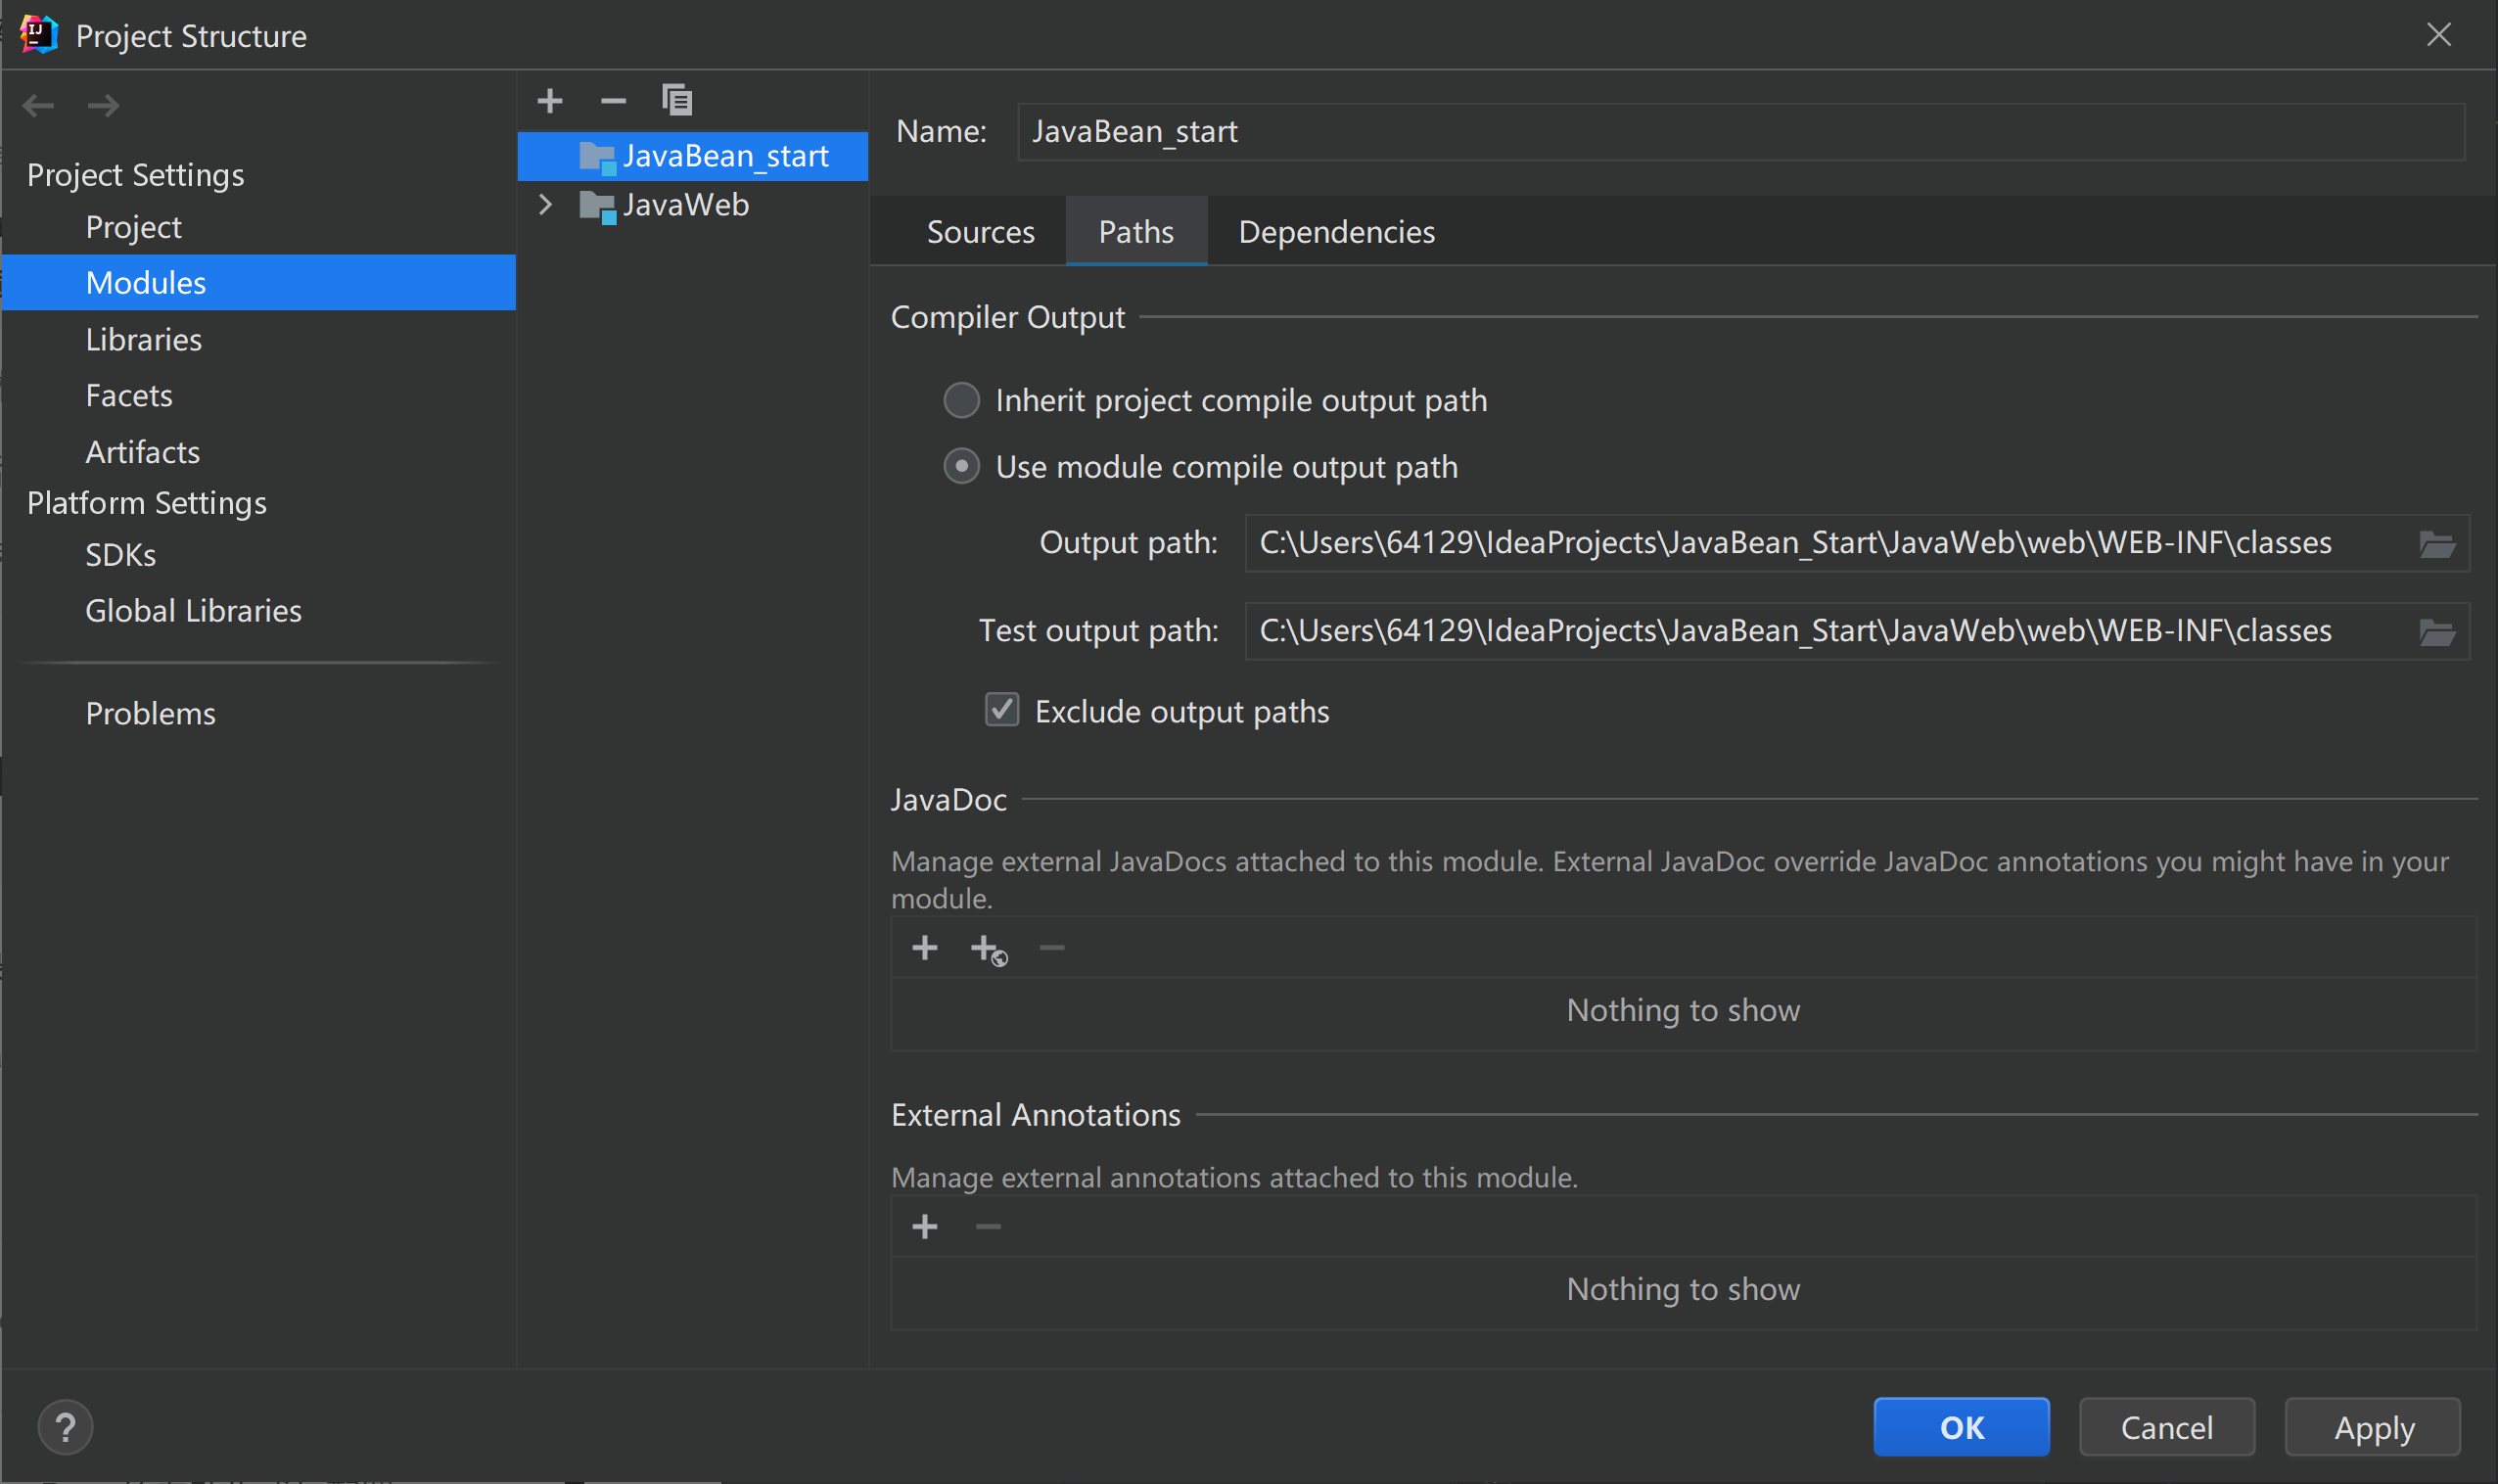 Project Structure
Project Settings
Project
Modules
Libraries
Facets
Artifacts
Platform Settings
SDKs
Global Libraries
Problems
JavaBean_start
JavaWeb
Name: JavaBean_start
Sources Paths Dependencies
Compiler Output
Inherit project compile output path
Use module compile output path
Output path: C:\Users\64129\IdeaProjects\JavaBean_Start\JavaWeb\web\WEB-INF\classes
Test output path: C:\Users\64129\IdeaProjects\JavaBean_Start\JavaWeb\web\WEB-INF\classes
Exclude output paths
JavaDoc
Manage external JavaDocs attached to this module. External JavaDoc override JavaDoc annotations you might have in your
module.
Nothing to show
External Annotations
Manage external annotations attached to this module.
Nothing to show
? OK Cancel Apply